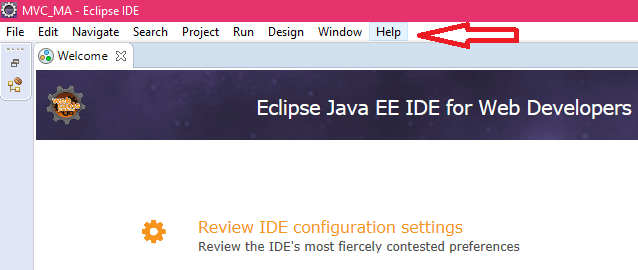 MVC_MA - Eclipse IDE
File Edit Navigate Search Project Run Design Window Help
Welcome
Eclipse Java EE IDE for Web Developers
Review IDE configuration settings
Review the IDE's most fiercely contested preferences